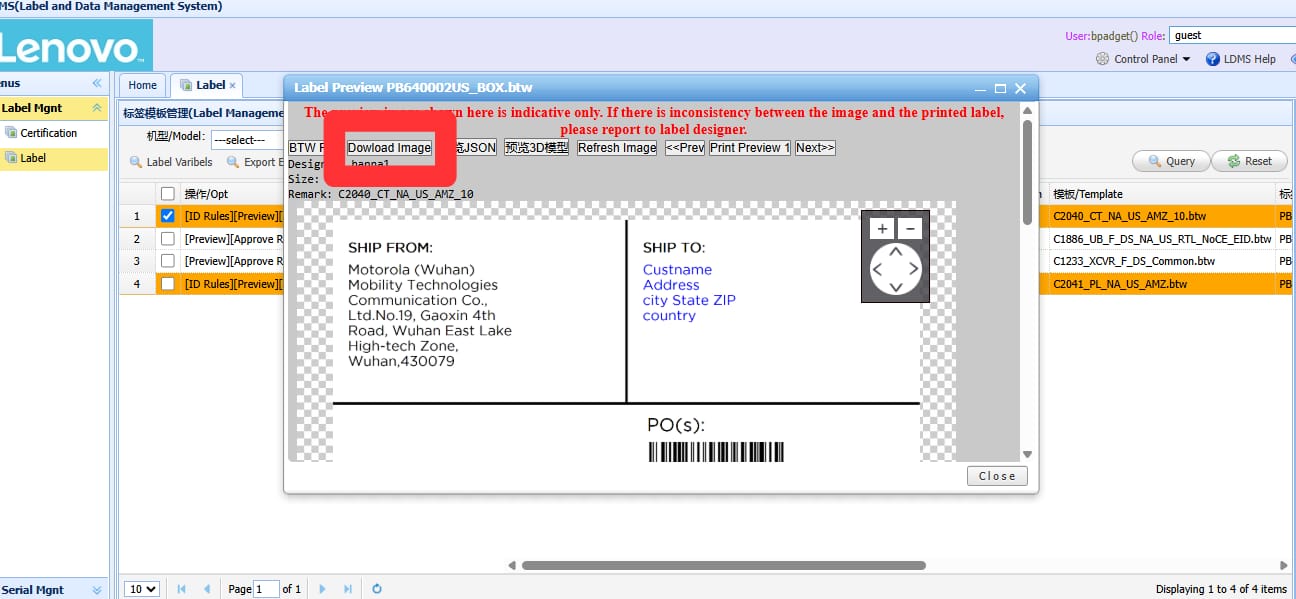 MS(Label and Data Management System)
Lenovo
User:bpadget() Role: guest
Control Panel LDMS Help
nus
Home Label
Label Preview PB640002US_BOX.btw
Label Mgnt
Certification
Label
标签模板管理(Label Manageme
机型/Model: ---select---
Label Varibels Export
Query Reset
The here is indicative only. If there is inconsistency between the image and the printed label,
please report to label designer.
BTW Dowload Image 览JSON 预览3D模型 Refresh Image <<Prev Print Preview 1 Next>>
Design hanna1
Size:
Remark: C2040_CT_NA_US_AMZ_10
操作/Opt 模板/Template
1 [ID Rules][Preview][ C2040_CT_NA_US_AMZ_10.btw PB
2 [Preview][Approve R C1886_UB_F_DS_NA_US_RTL_NoCE_EID.btw PB
3 [Preview][Approve R C1233_XCVR_F_DS_Common.btw PB
4 [ID Rules][Preview][ C2041_PL_NA_US_AMZ.btw PB
SHIP FROM:
Motorola (Wuhan)
Mobility Technologies
Communication Co.,
Ltd.No.19, Gaoxin 4th
Road, Wuhan East Lake
High-tech Zone,
Wuhan,430079
SHIP TO:
Custname
Address
city State ZIP
country
PO(s):
Close
Serial Mgnt
10 Page 1 of 1 Displaying 1 to 4 of 4 items